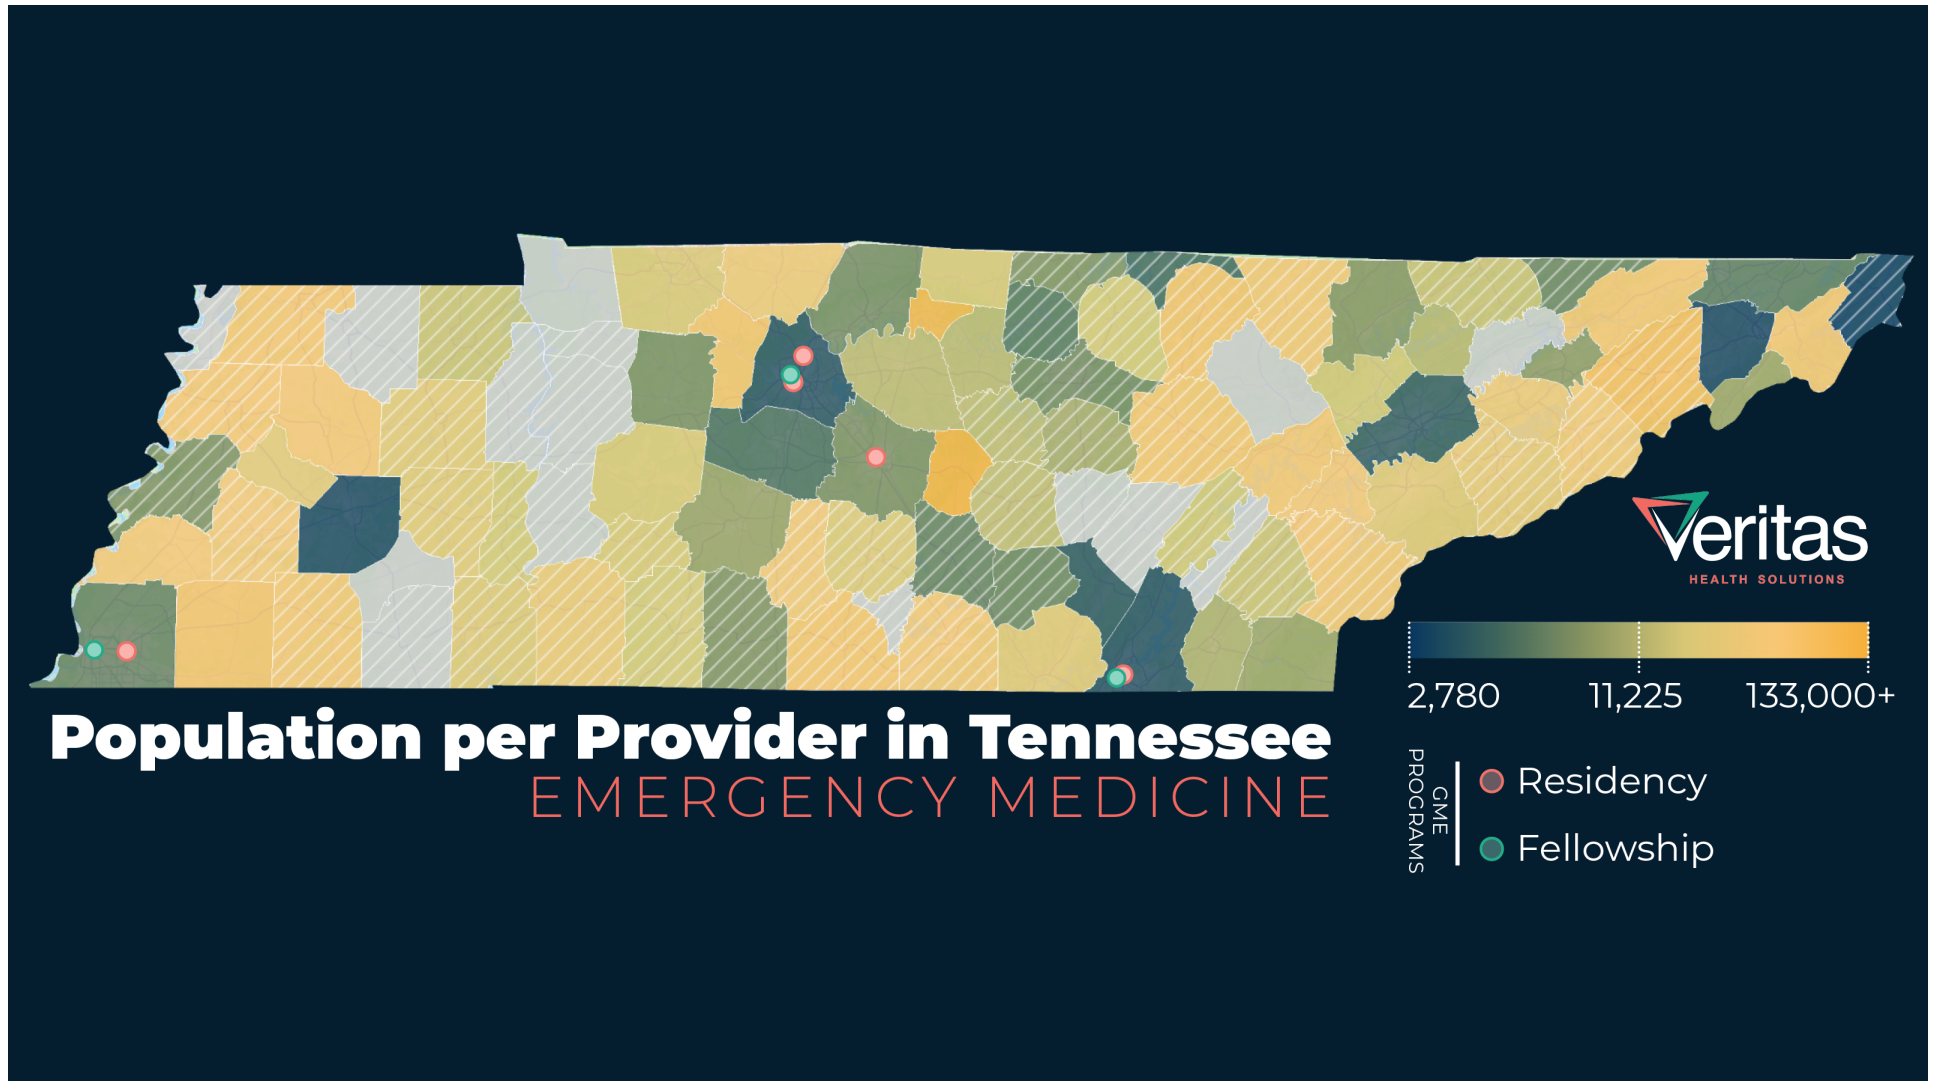 Veritas
HEALTH SOLUTIONS
2,780 11,225 133,000+
Population per Provider in Tennessee
EMERGENCY MEDICINE
GME
PROGRAMS
Residency
Fellowship